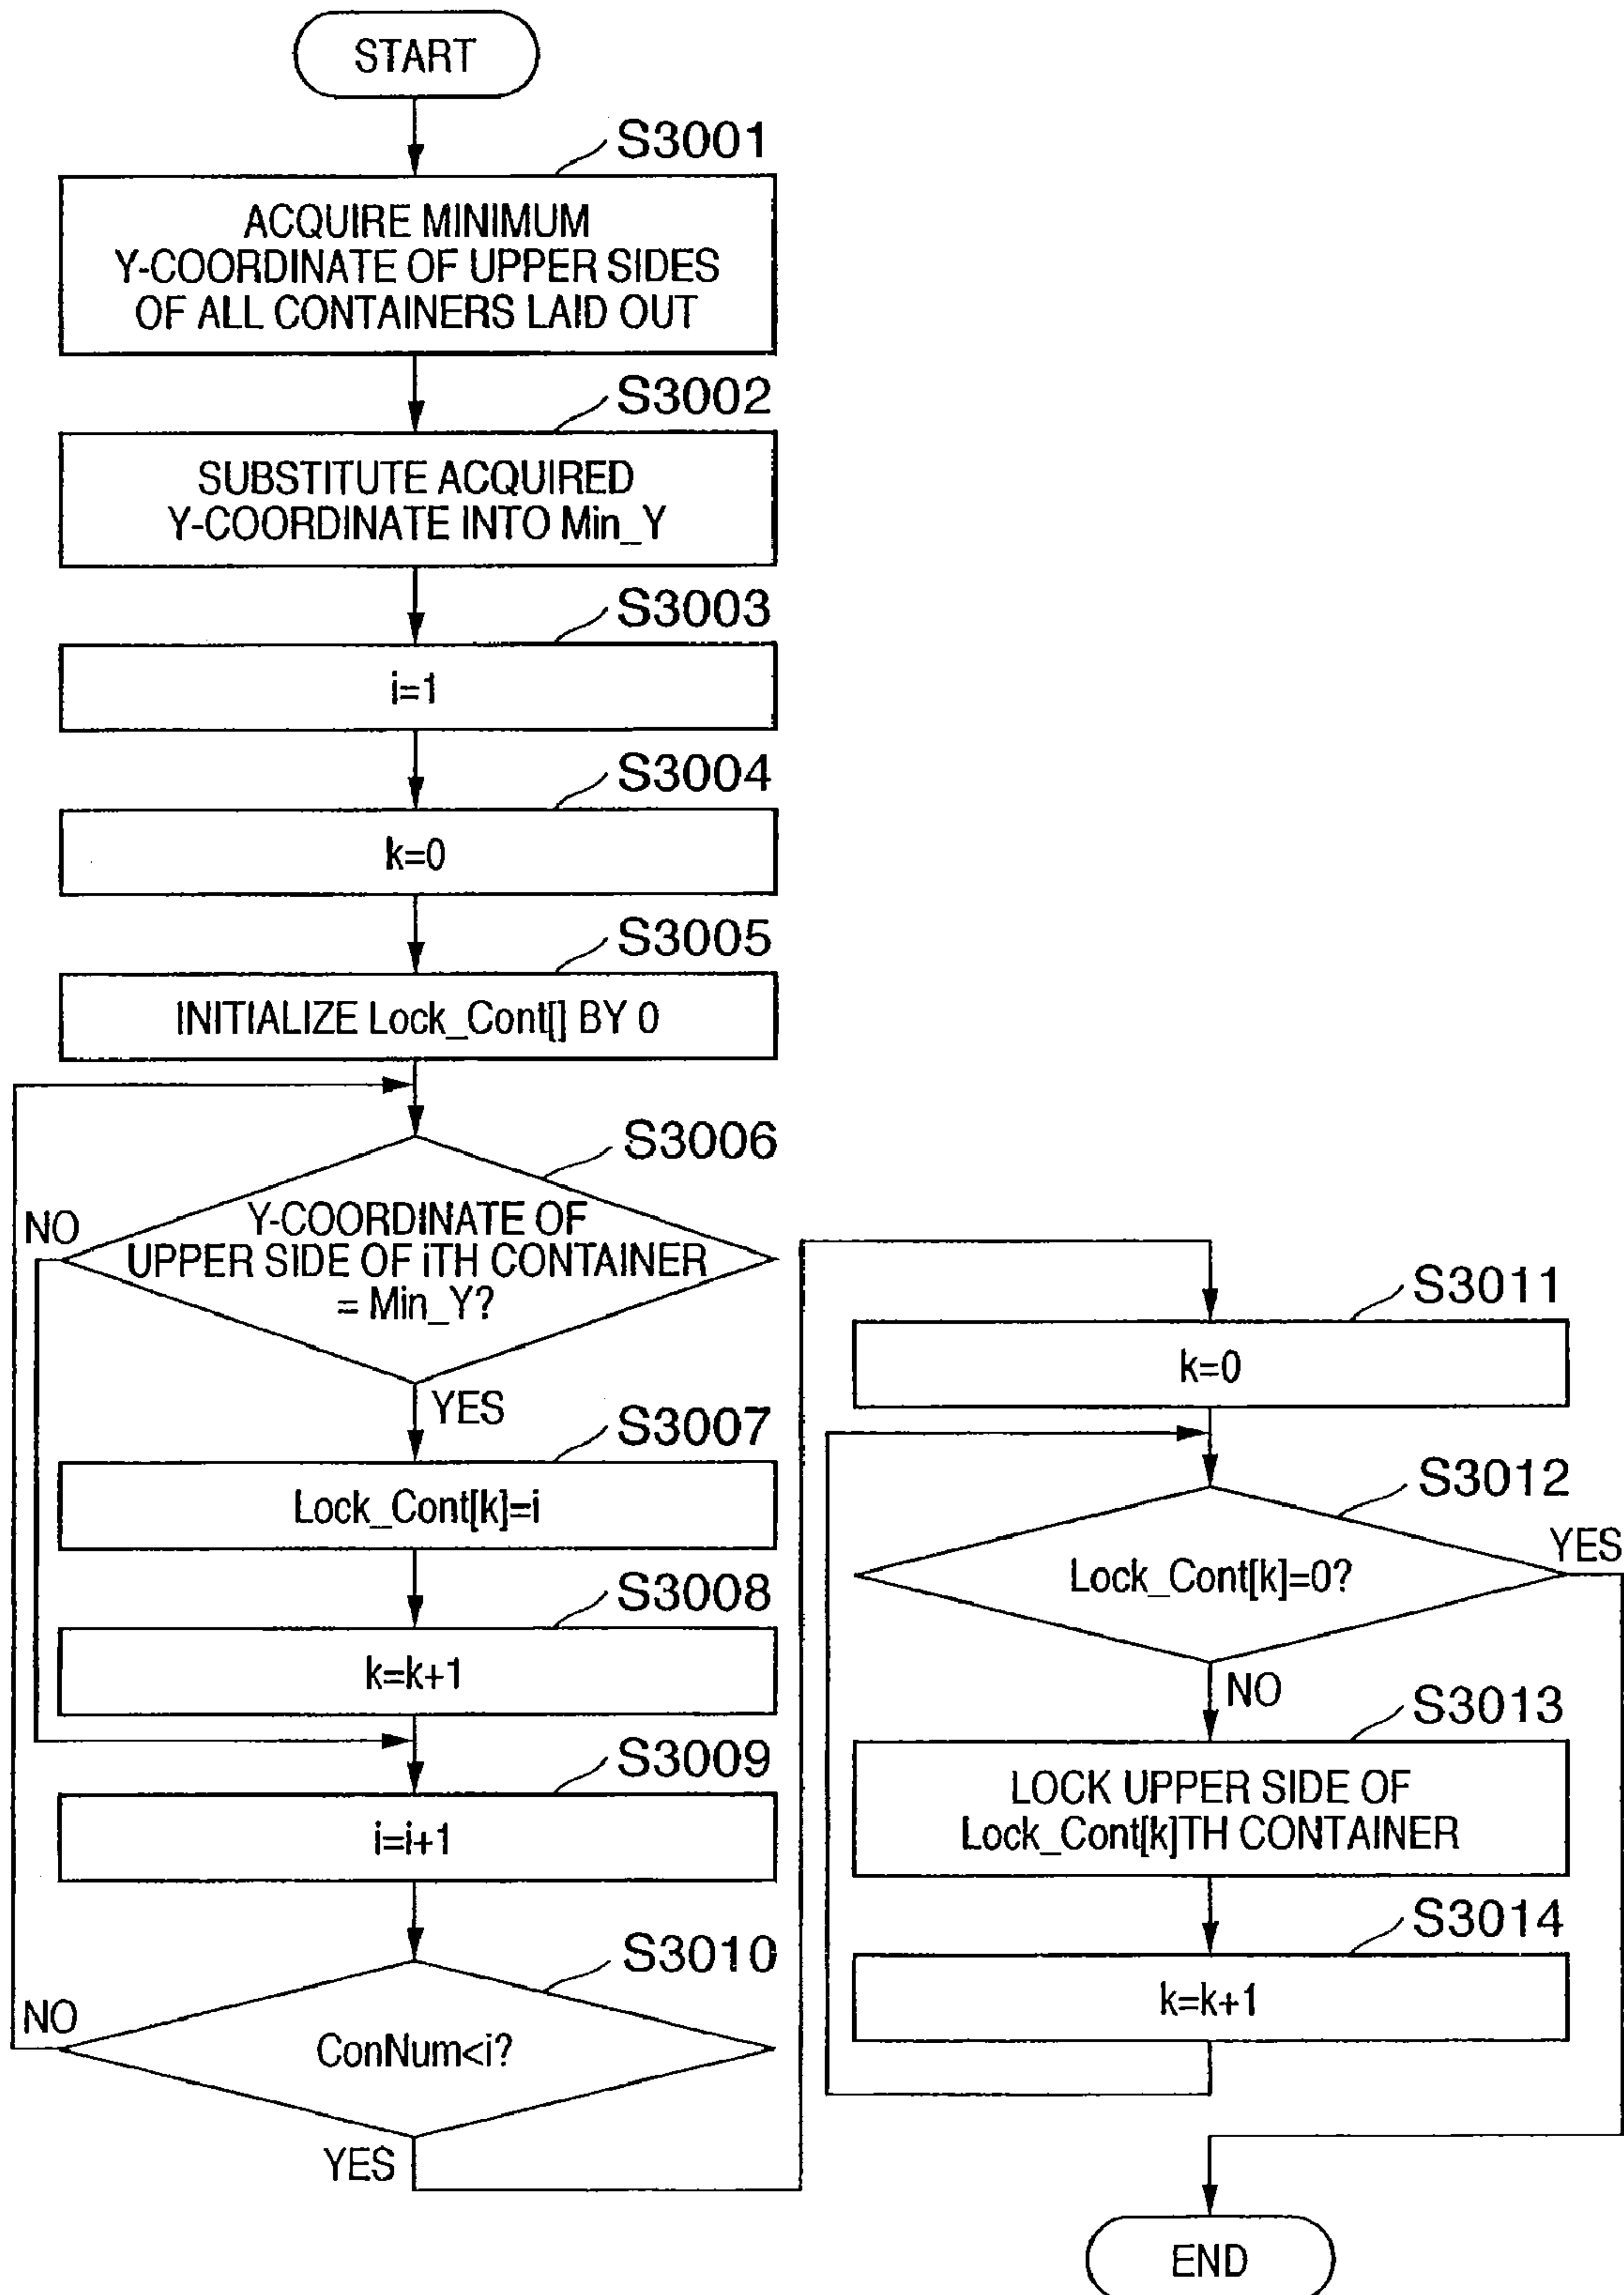 START
S3001
ACQUIRE MINIMUM
Y-COORDINATE OF UPPER SIDES
OF ALL CONTAINERS LAID OUT
S3002
SUBSTITUTE ACQUIRED
Y-COORDINATE INTO Min_Y
S3003
i=1
S3004
k=0
S3005
INITIALIZE Lock_Cont[] BY 0
S3006
NO
Y-COORDINATE OF
UPPER SIDE OF iTH CONTAINER
= Min_Y?
YES
S3007
Lock_Cont[k]=i
S3008
k=k+1
S3009
i=i+1
S3010
NO
ConNum<i?
YES
S3011
k=0
S3012
YES
Lock_Cont[k]=0?
NO
S3013
LOCK UPPER SIDE OF
Lock_Cont[k]TH CONTAINER
S3014
k=k+1
END